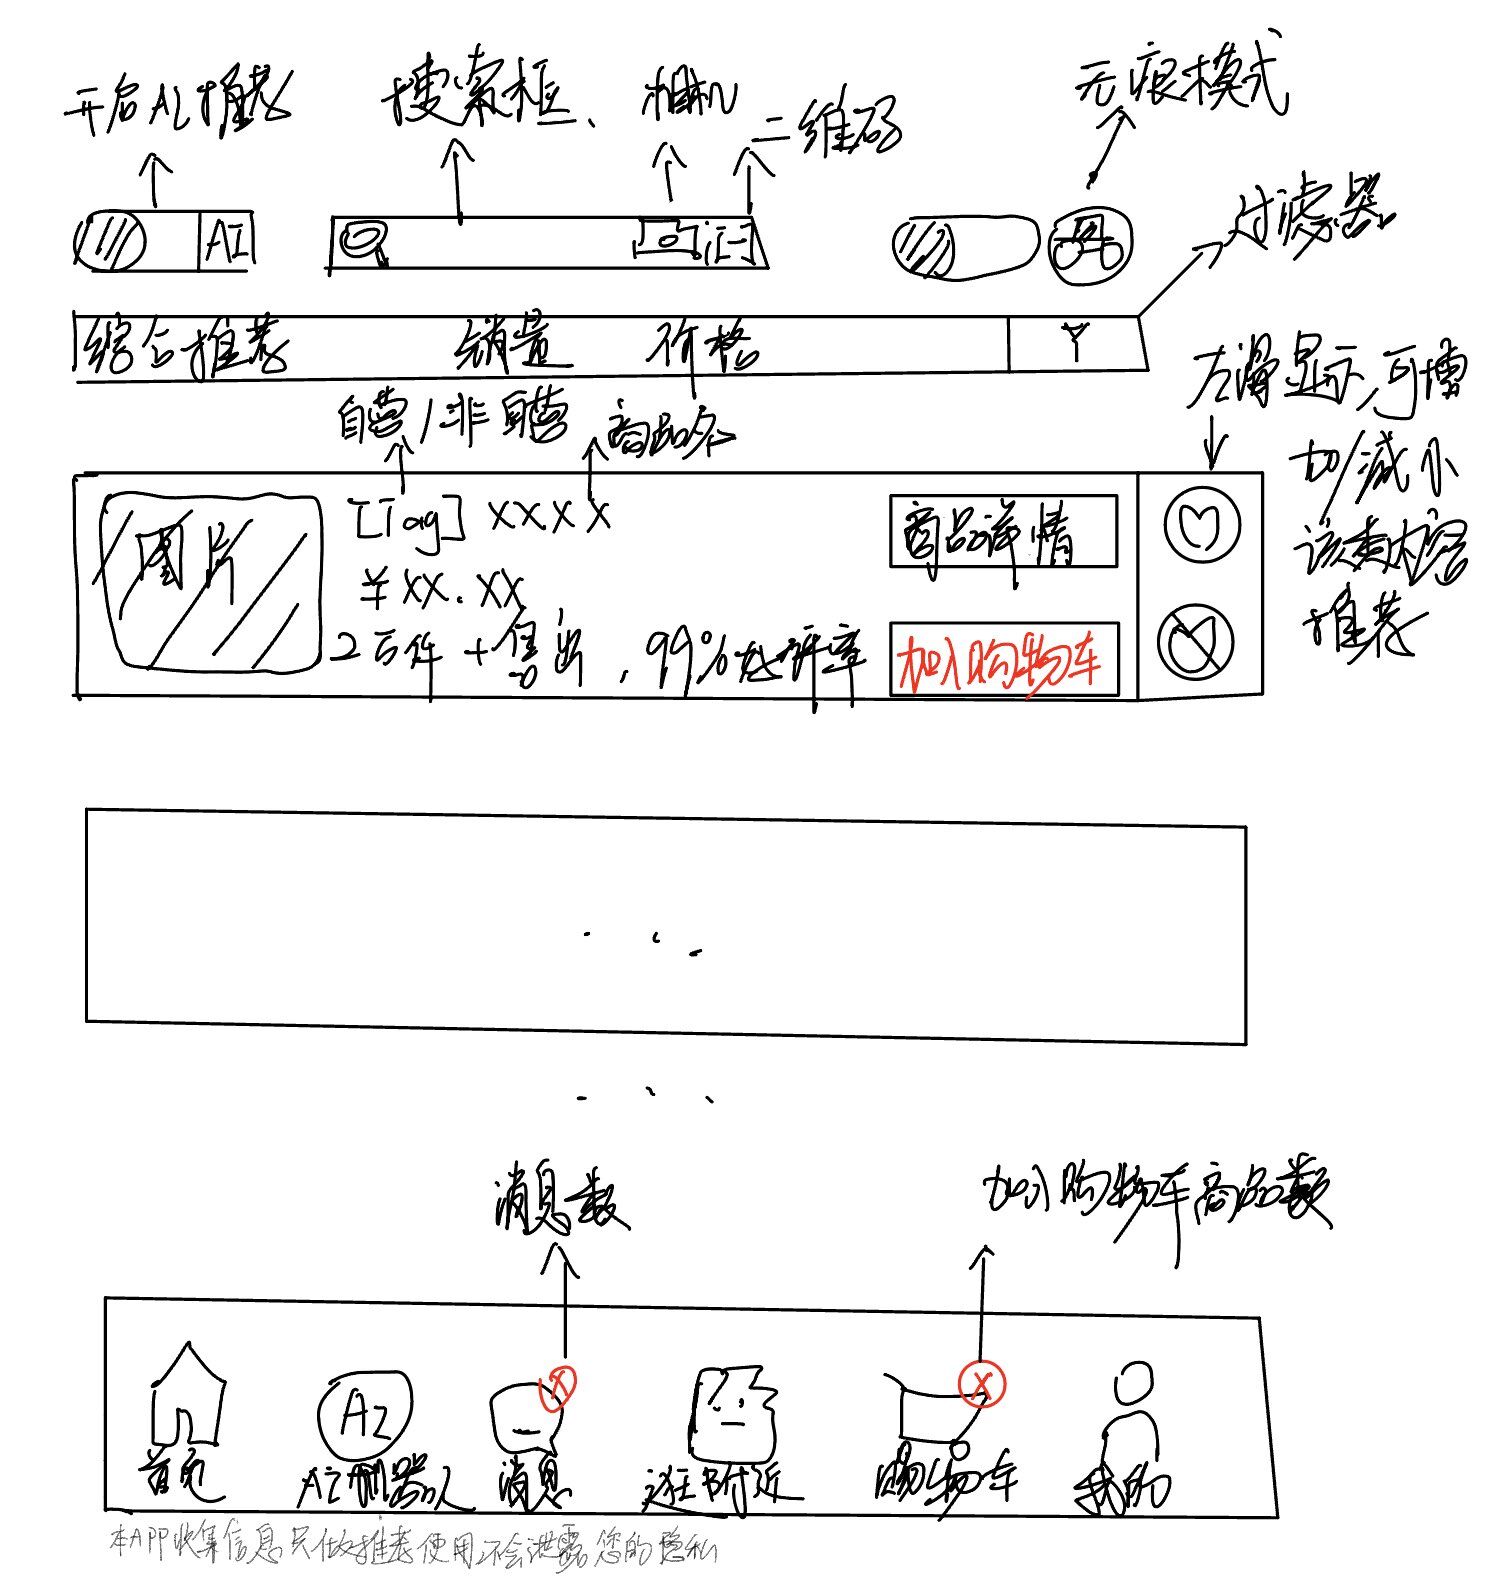 开启AI推荐
搜索框、
相机
二维码
无痕模式
AI
过滤器
综合推荐 销量 价格
自营/非自营
商品名
左滑显示,可增
加/减小
该类内容
推荐
图片
[Tag] XXXX
¥XX.XX
2万件+售出,99%好评率
商品详情
加入购物车
消息数
加入购物车商品数
X
X
AI
首页
AI机器人
消息
逛附近
购物车
我的
本APP收集信息只做推荐使用,不会泄露您的隐私